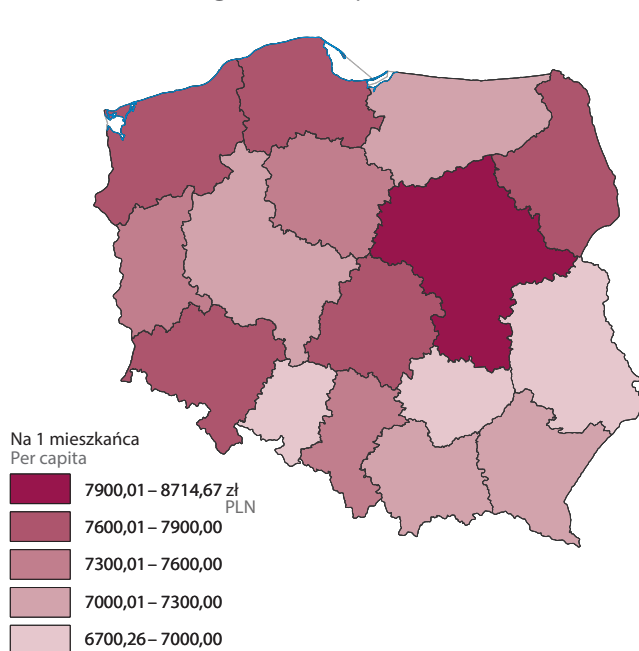 Na 1 mieszkańca
Per capita
7900,01 – 8714,67 zł
PLN
7600,01 – 7900,00
7300,01 – 7600,00
7000,01 – 7300,00
6700,26 – 7000,00